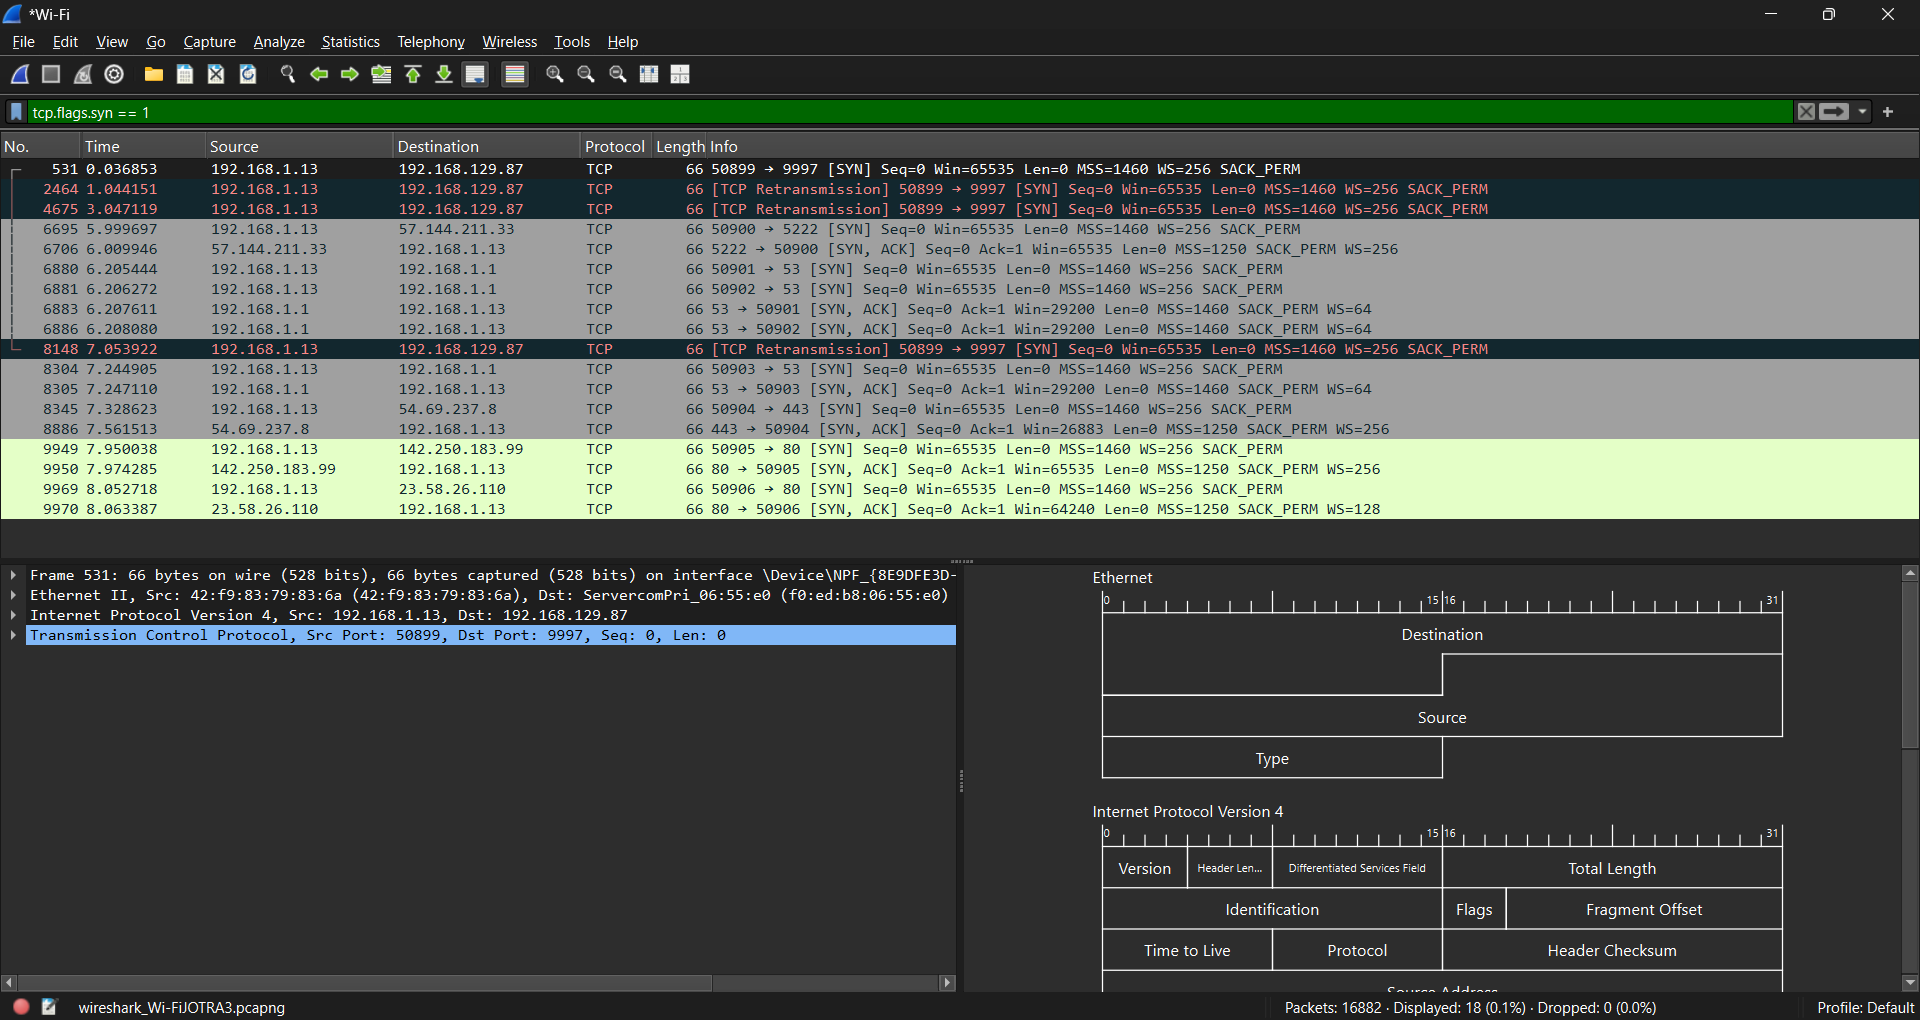 *Wi-Fi
File Edit View Go Capture Analyze Statistics Telephony Wireless Tools Help
tcp.flags.syn == 1
No. Time Source Destination Protocol Length Info
531 0.036853 192.168.1.13 192.168.129.87 TCP 66 50899 → 9997 [SYN] Seq=0 Win=65535 Len=0 MSS=1460 WS=256 SACK_PERM
2464 1.044151 192.168.1.13 192.168.129.87 TCP 66 [TCP Retransmission] 50899 → 9997 [SYN] Seq=0 Win=65535 Len=0 MSS=1460 WS=256 SACK_PERM
4675 3.047119 192.168.1.13 192.168.129.87 TCP 66 [TCP Retransmission] 50899 → 9997 [SYN] Seq=0 Win=65535 Len=0 MSS=1460 WS=256 SACK_PERM
6695 5.999697 192.168.1.13 57.144.211.33 TCP 66 50900 → 5222 [SYN] Seq=0 Win=65535 Len=0 MSS=1460 WS=256 SACK_PERM
6706 6.009946 57.144.211.33 192.168.1.13 TCP 66 5222 → 50900 [SYN, ACK] Seq=0 Ack=1 Win=65535 Len=0 MSS=1250 SACK_PERM WS=256
6880 6.205444 192.168.1.13 192.168.1.1 TCP 66 50901 → 53 [SYN] Seq=0 Win=65535 Len=0 MSS=1460 WS=256 SACK_PERM
6881 6.206272 192.168.1.13 192.168.1.1 TCP 66 50902 → 53 [SYN] Seq=0 Win=65535 Len=0 MSS=1460 WS=256 SACK_PERM
6883 6.207611 192.168.1.1 192.168.1.13 TCP 66 53 → 50901 [SYN, ACK] Seq=0 Ack=1 Win=29200 Len=0 MSS=1460 SACK_PERM WS=64
6886 6.208080 192.168.1.1 192.168.1.13 TCP 66 53 → 50902 [SYN, ACK] Seq=0 Ack=1 Win=29200 Len=0 MSS=1460 SACK_PERM WS=64
8148 7.053922 192.168.1.13 192.168.129.87 TCP 66 [TCP Retransmission] 50899 → 9997 [SYN] Seq=0 Win=65535 Len=0 MSS=1460 WS=256 SACK_PERM
8304 7.244905 192.168.1.13 192.168.1.1 TCP 66 50903 → 53 [SYN] Seq=0 Win=65535 Len=0 MSS=1460 WS=256 SACK_PERM
8305 7.247110 192.168.1.1 192.168.1.13 TCP 66 53 → 50903 [SYN, ACK] Seq=0 Ack=1 Win=29200 Len=0 MSS=1460 SACK_PERM WS=64
8345 7.328623 192.168.1.13 54.69.237.8 TCP 66 50904 → 443 [SYN] Seq=0 Win=65535 Len=0 MSS=1460 WS=256 SACK_PERM
8886 7.561513 54.69.237.8 192.168.1.13 TCP 66 443 → 50904 [SYN, ACK] Seq=0 Ack=1 Win=26883 Len=0 MSS=1250 SACK_PERM WS=256
9949 7.950038 192.168.1.13 142.250.183.99 TCP 66 50905 → 80 [SYN] Seq=0 Win=65535 Len=0 MSS=1460 WS=256 SACK_PERM
9950 7.974285 142.250.183.99 192.168.1.13 TCP 66 80 → 50905 [SYN, ACK] Seq=0 Ack=1 Win=65535 Len=0 MSS=1250 SACK_PERM WS=256
9969 8.052718 192.168.1.13 23.58.26.110 TCP 66 50906 → 80 [SYN] Seq=0 Win=65535 Len=0 MSS=1460 WS=256 SACK_PERM
9970 8.063387 23.58.26.110 192.168.1.13 TCP 66 80 → 50906 [SYN, ACK] Seq=0 Ack=1 Win=64240 Len=0 MSS=1250 SACK_PERM WS=128
Frame 531: 66 bytes on wire (528 bits), 66 bytes captured (528 bits) on interface \Device\NPF_{8E9DFE3D-
Ethernet II, Src: 42:f9:83:79:83:6a (42:f9:83:79:83:6a), Dst: ServercomPri_06:55:e0 (f0:ed:b8:06:55:e0)
Internet Protocol Version 4, Src: 192.168.1.13, Dst: 192.168.129.87
Transmission Control Protocol, Src Port: 50899, Dst Port: 9997, Seq: 0, Len: 0
Ethernet
0 15 16 31
Destination
Source
Type
Internet Protocol Version 4
0 15 16 31
Version Header Len... Differentiated Services Field Total Length
Identification Flags Fragment Offset
Time to Live Protocol Header Checksum
Source Address
wireshark_Wi-FiJOTRA3.pcapng Packets: 16882 · Displayed: 18 (0.1%) · Dropped: 0 (0.0%) Profile: Default